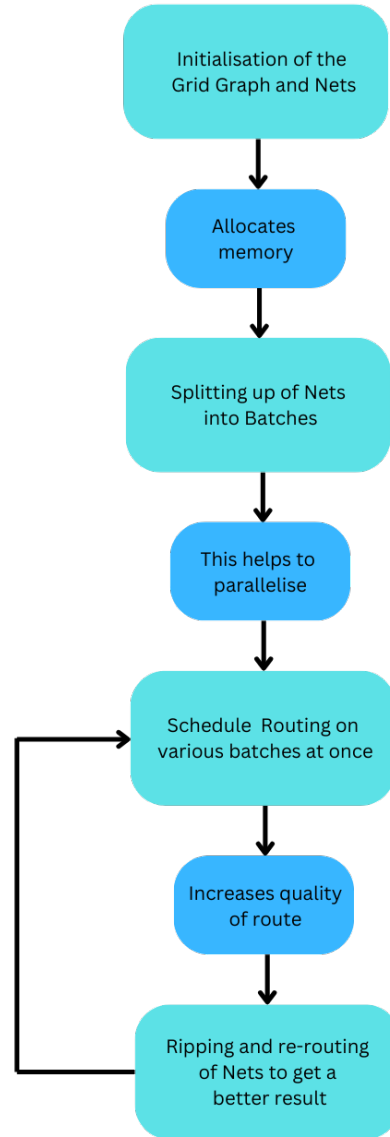 Initialisation of the
Grid Graph and Nets
Allocates
memory
Splitting up of Nets
into Batches
This helps to
parallelise
Schedule Routing on
various batches at once
Increases quality
of route
Ripping and re-routing
of Nets to get a
better result